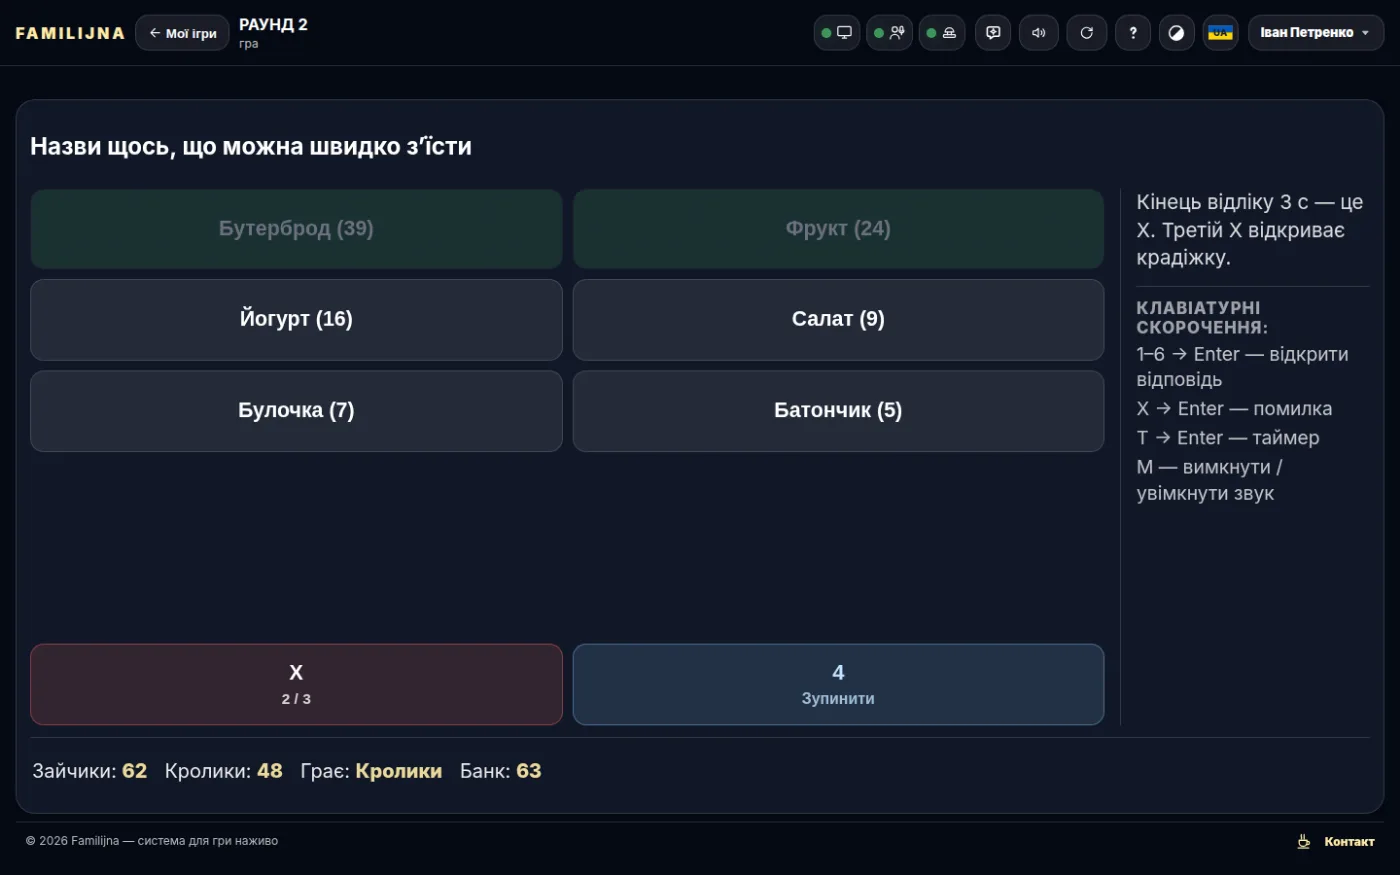 FAMILIJNA
← Мої ігри
РАУНД 2
гра
?
UA
Іван Петренко
Назви щось, що можна швидко з’їсти
Бутерброд (39)
Фрукт (24)
Йогурт (16)
Салат (9)
Булочка (7)
Батончик (5)
X
2 / 3
4
Зупинити
Кінець відліку 3 с — це
X. Третій X відкриває
крадіжку.
КЛАВІАТУРНІ
СКОРОЧЕННЯ:
1–6 → Enter — відкрити
відповідь
X → Enter — помилка
T → Enter — таймер
M — вимкнути /
увімкнути звук
Зайчики: 62 Кролики: 48 Грає: Кролики Банк: 63
© 2026 Familijna — система для гри наживо
Контакт